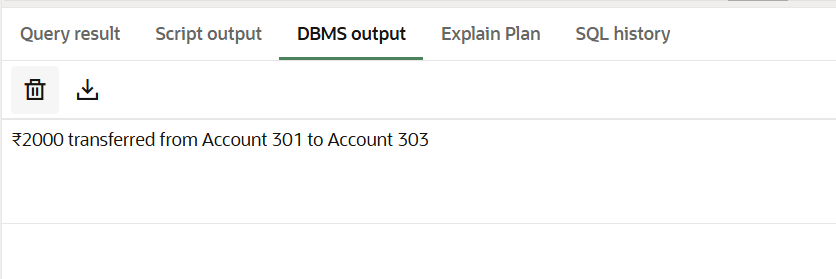 Query result Script output DBMS output Explain Plan SQL history
₹2000 transferred from Account 301 to Account 303